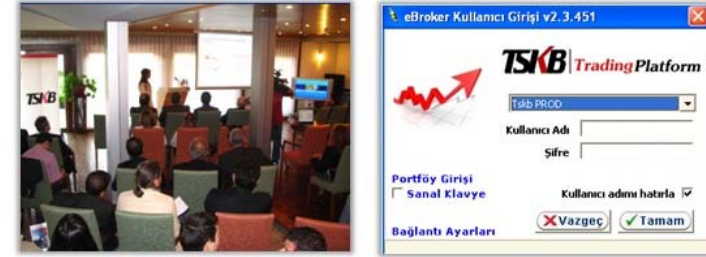 TSKB
eBroker Kullanıcı Girişi v2.3.451
TSKB Trading Platform
Tskb PROD
Kullanıcı Adı
Şifre
Portföy Girişi
Sanal Klavye
Kullanıcı adımı hatırla
Vazgeç
Tamam
Bağlantı Ayarları